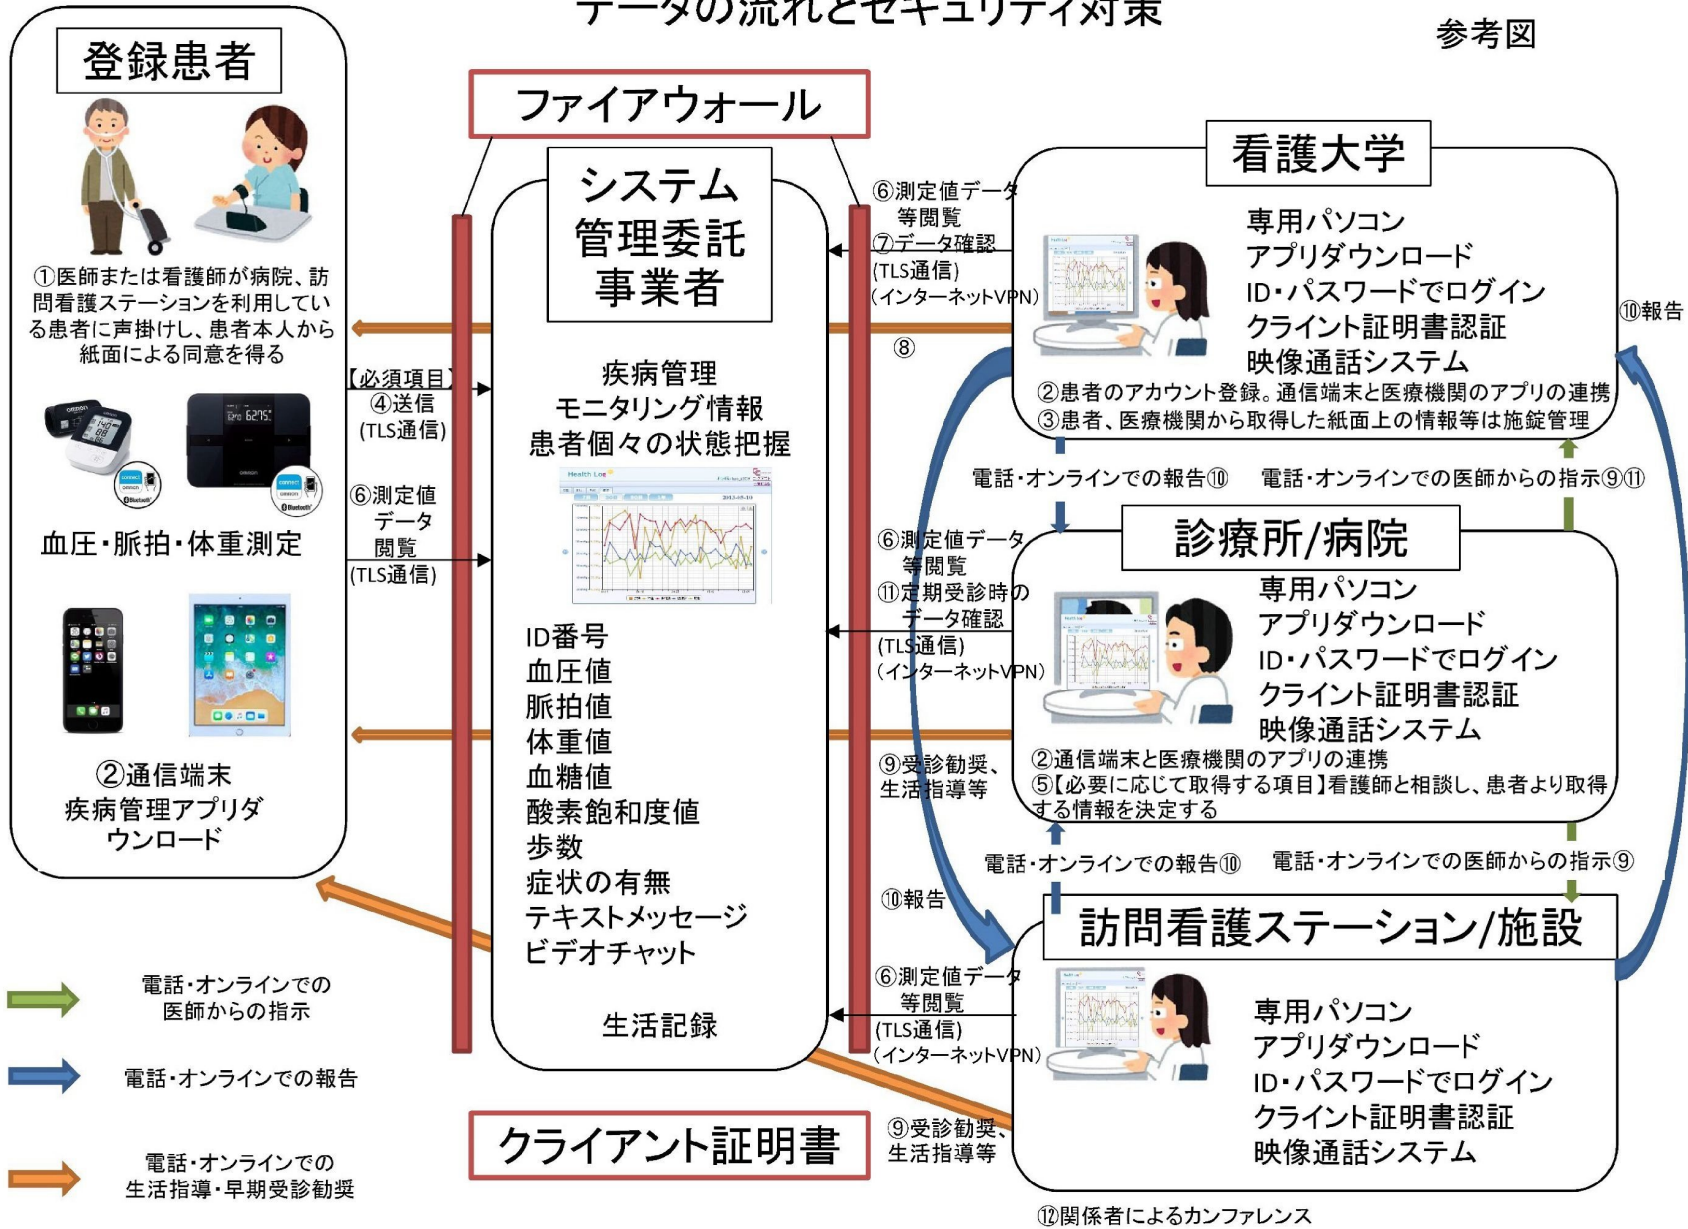 データの流れとセキュリティ対策
参考図
登録患者
①医師または看護師が病院、訪
問看護ステーションを利用してい
る患者に声掛けし、患者本人から
紙面による同意を得る
血圧・脈拍・体重測定
②通信端末
疾病管理アプリダ
ウンロード
【必須項目】
④送信
(TLS通信)
⑥測定値
データ
閲覧
(TLS通信)
ファイアウォール
システム
管理委託
事業者
疾病管理
モニタリング情報
患者個々の状態把握
ID番号
血圧値
脈拍値
体重値
血糖値
酸素飽和度値
歩数
症状の有無
テキストメッセージ
ビデオチャット
生活記録
クライアント証明書
⑥測定値データ
等閲覧
⑦データ確認
(TLS通信)
(インターネットVPN)
⑧
看護大学
専用パソコン
アプリダウンロード
ID・パスワードでログイン
クライント証明書認証
映像通話システム
②患者のアカウント登録。通信端末と医療機関のアプリの連携
③患者、医療機関から取得した紙面上の情報等は施錠管理
⑩報告
電話・オンラインでの報告⑩
電話・オンラインでの医師からの指示⑨⑪
⑥測定値データ
等閲覧
⑪定期受診時の
データ確認
(TLS通信)
(インターネットVPN)
診療所/病院
専用パソコン
アプリダウンロード
ID・パスワードでログイン
クライント証明書認証
映像通話システム
②通信端末と医療機関のアプリの連携
⑤【必要に応じて取得する項目】看護師と相談し、患者より取得
する情報を決定する
⑨受診勧奨、
生活指導等
電話・オンラインでの報告⑩
電話・オンラインでの医師からの指示⑨
⑩報告
訪問看護ステーション/施設
⑥測定値データ
等閲覧
(TLS通信)
(インターネットVPN)
専用パソコン
アプリダウンロード
ID・パスワードでログイン
クライント証明書認証
映像通話システム
⑨受診勧奨、
生活指導等
⑫関係者によるカンファレンス
電話・オンラインでの
医師からの指示
電話・オンラインでの報告
電話・オンラインでの
生活指導・早期受診勧奨